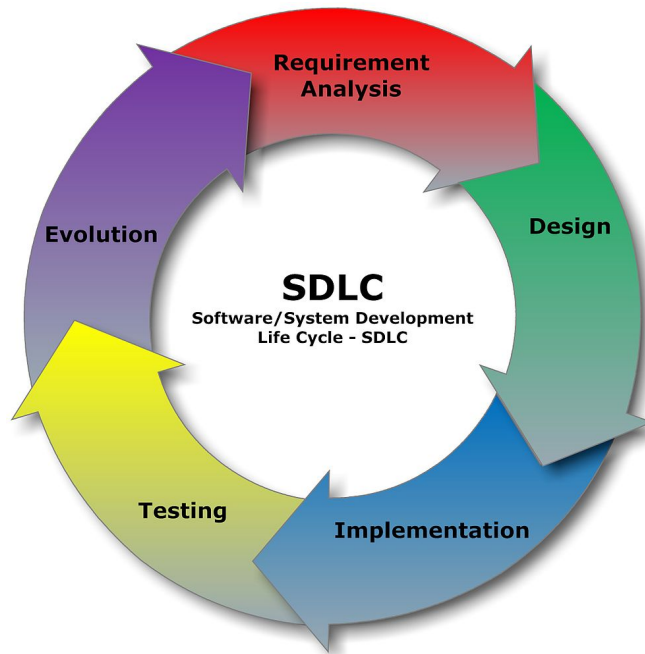 Requirement
Analysis
Design
Implementation
Testing
Evolution
SDLC
Software/System Development
Life Cycle - SDLC